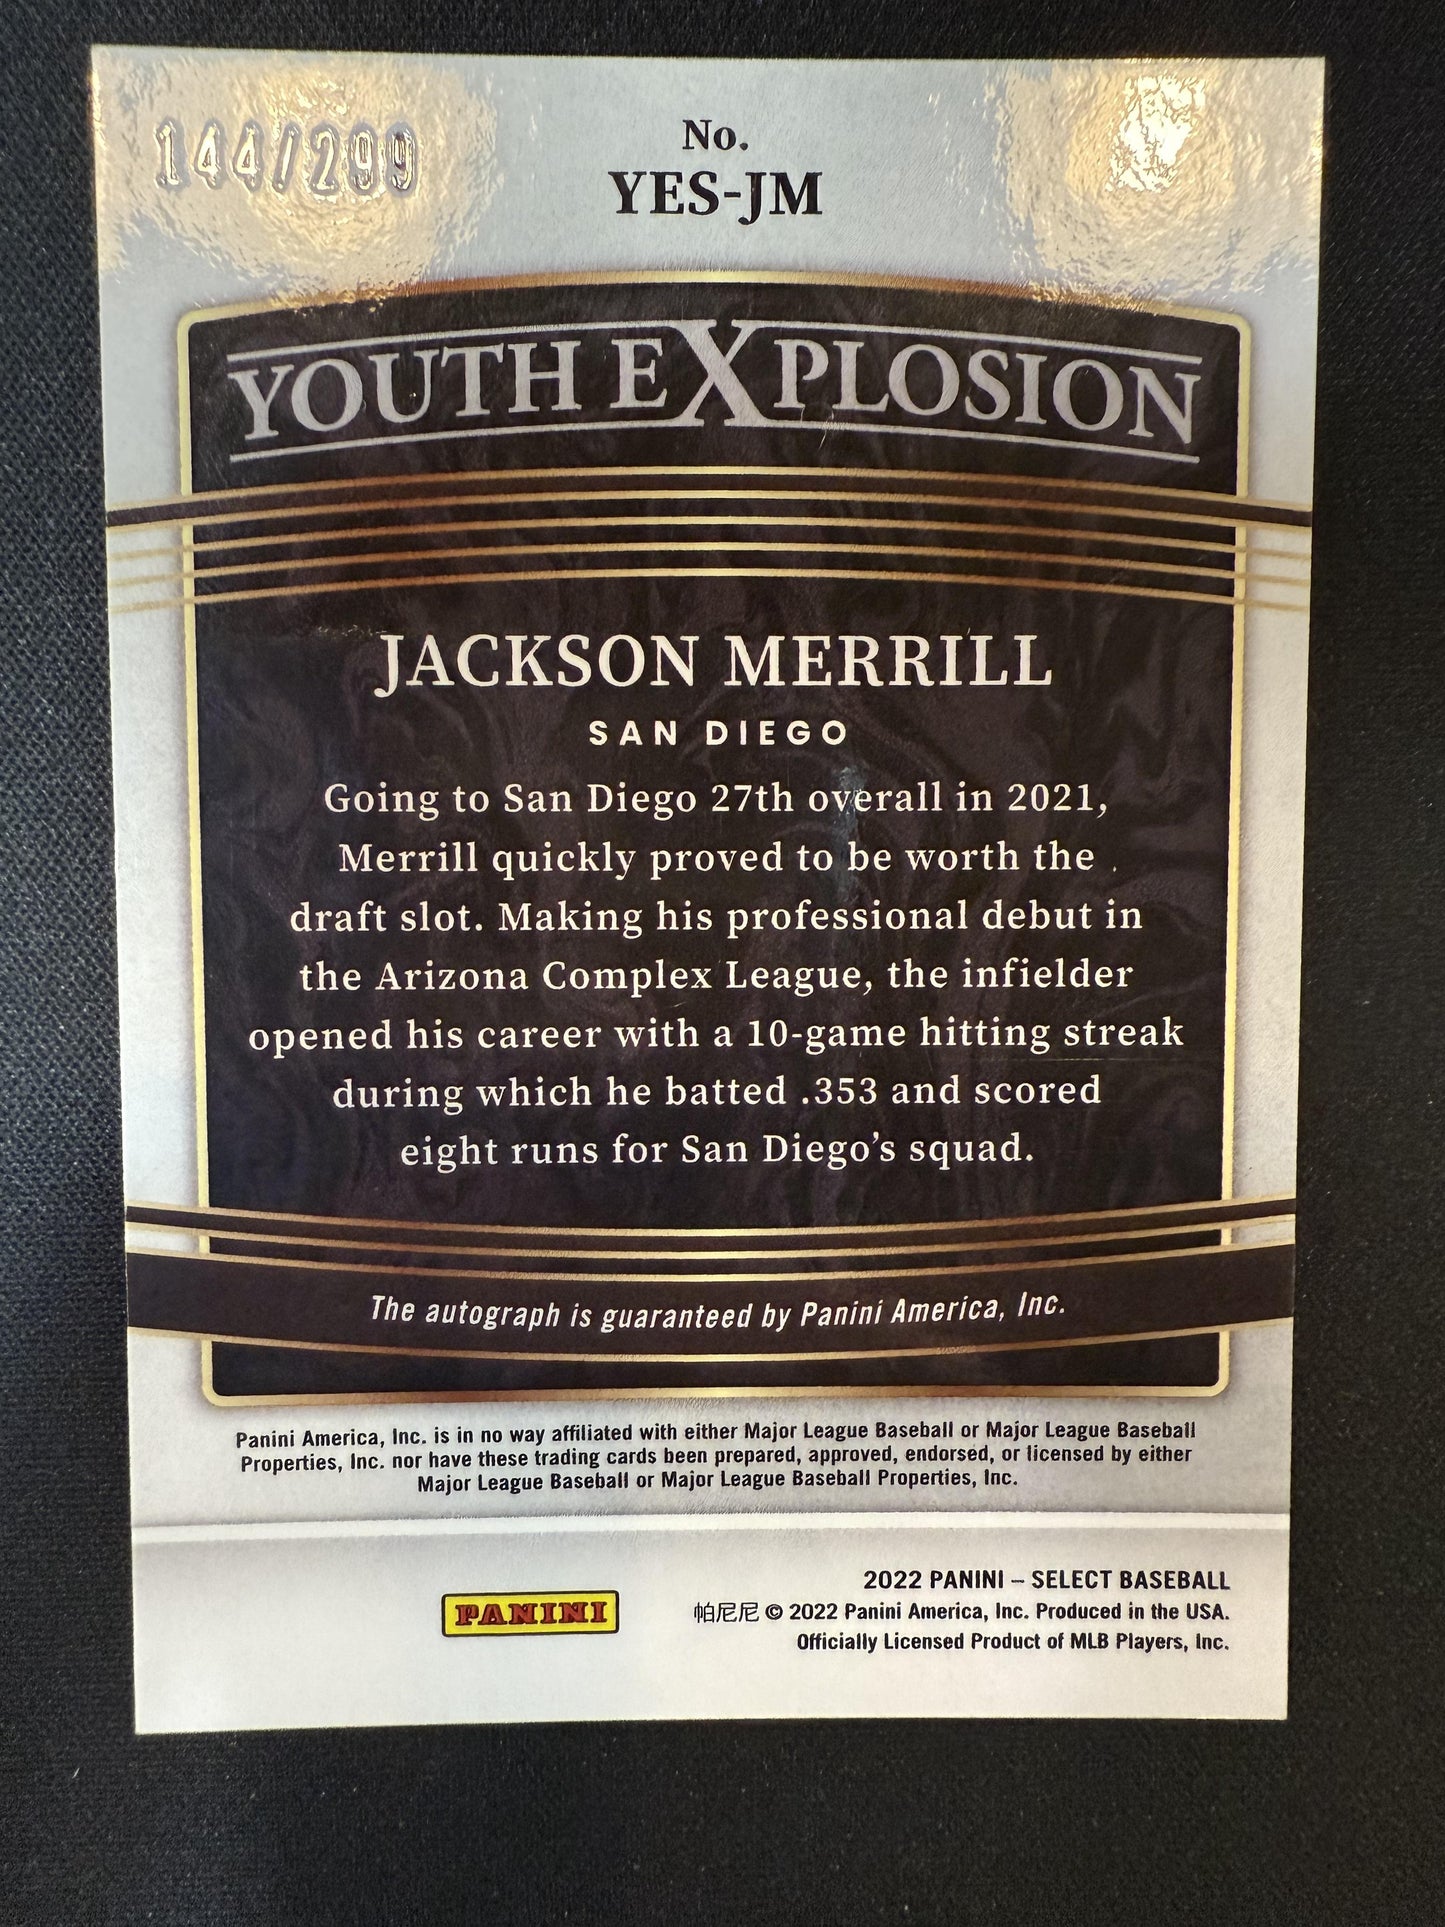 144/299
No.
YES-JM
YOUTH EXPLOSION
JACKSON MERRILL
SAN DIEGO
Going to San Diego 27th overall in 2021,
Merrill quickly proved to be worth the
draft slot. Making his professional debut in
the Arizona Complex League, the infielder
opened his career with a 10-game hitting streak
during which he batted .353 and scored
eight runs for San Diego's squad.
The autograph is guaranteed by Panini America, Inc.
Panini America, Inc. is in no way affiliated with either Major League Baseball or Major League Baseball
Properties, Inc. nor have these trading cards been prepared, approved, endorsed, or licensed by either
Major League Baseball or Major League Baseball Properties, Inc.
PANINI
2022 PANINI – SELECT BASEBALL
帕尼尼 © 2022 Panini America, Inc. Produced in the USA.
Officially Licensed Product of MLB Players, Inc.